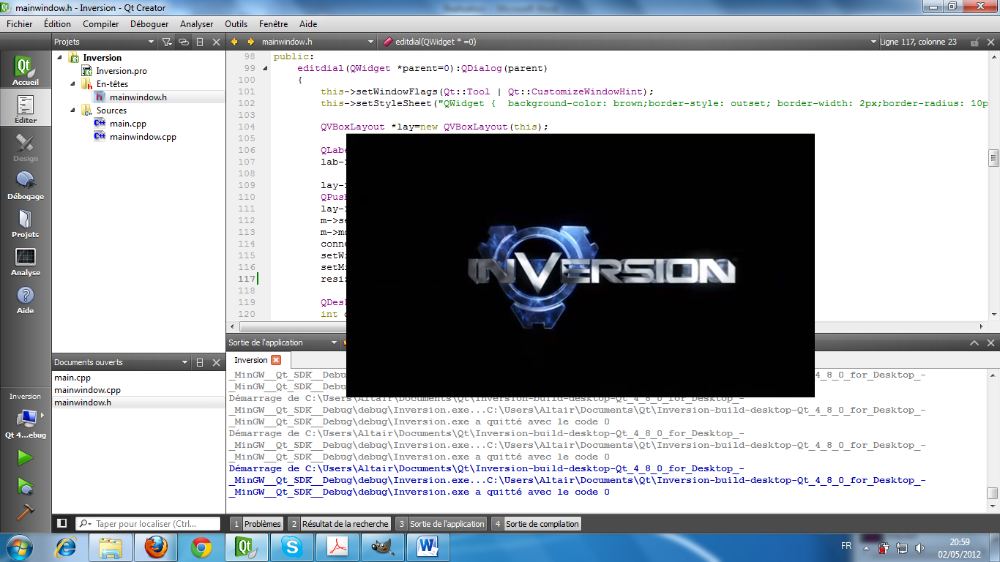 mainwindow.h - Inversion - Qt Creator
Fichier Édition Compiler Déboguer Analyser Outils Fenêtre Aide
Projets
mainwindow.h
editdial(QWidget * =0)
Ligne 117, colonne 23
Accueil
Éditer
Design
Débogage
Projets
Analyse
Aide
Inversion
Qt 4...ebug
Inversion
Inversion.pro
En-têtes
mainwindow.h
Sources
main.cpp
mainwindow.cpp
Documents ouverts
main.cpp
mainwindow.cpp
mainwindow.h
98 public:
99 editdial(QWidget *parent=0):QDialog(parent)
100 {
101 this->setWindowFlags(Qt::Tool | Qt::CustomizeWindowHint);
102 this->setStyleSheet("QWidget {  background-color: brown;border-style: outset; border-width: 2px;border-radius: 10p
103
104 QVBoxLayout *lay=new QVBoxLayout(this);
105
106 QLabe
107 lab-
108
109 lay-
110 QPus
111 lay-
112 m->se
113 m->mo
114 conne
115 setWi
116 setMi
117 resi
118
119 QDes
120 int
INVERSION
Sortie de l'application
Inversion
_MinGW__Qt_SDK__Debu
_4_8_0_for_Desktop_-
_MinGW__Qt_SDK__Debu
Démarrage de C:\Users\Altair\Documents\Qt\Inversion-build-desktop-Qt_4_8_0_for_Desktop_-
_MinGW__Qt_SDK__Debug\debug\Inversion.exe...C:\Users\Altair\Documents\Qt\Inversion-build-desktop-Qt_4_8_0_for_Desktop_-
_MinGW__Qt_SDK__Debug\debug\Inversion.exe a quitté avec le code 0
Démarrage de C:\Users\Altair\Documents\Qt\Inversion-build-desktop-Qt_4_8_0_for_Desktop_-
_MinGW__Qt_SDK__Debug\debug\Inversion.exe...C:\Users\Altair\Documents\Qt\Inversion-build-desktop-Qt_4_8_0_for_Desktop_-
_MinGW__Qt_SDK__Debug\debug\Inversion.exe a quitté avec le code 0
Démarrage de C:\Users\Altair\Documents\Qt\Inversion-build-desktop-Qt_4_8_0_for_Desktop_-
_MinGW__Qt_SDK__Debug\debug\Inversion.exe...C:\Users\Altair\Documents\Qt\Inversion-build-desktop-Qt_4_8_0_for_Desktop_-
_MinGW__Qt_SDK__Debug\debug\Inversion.exe a quitté avec le code 0
Taper pour localiser (Ctrl...
1 Problèmes 2 Résultat de la recherche 3 Sortie de l'application 4 Sortie de compilation
FR
20:59
02/05/2012